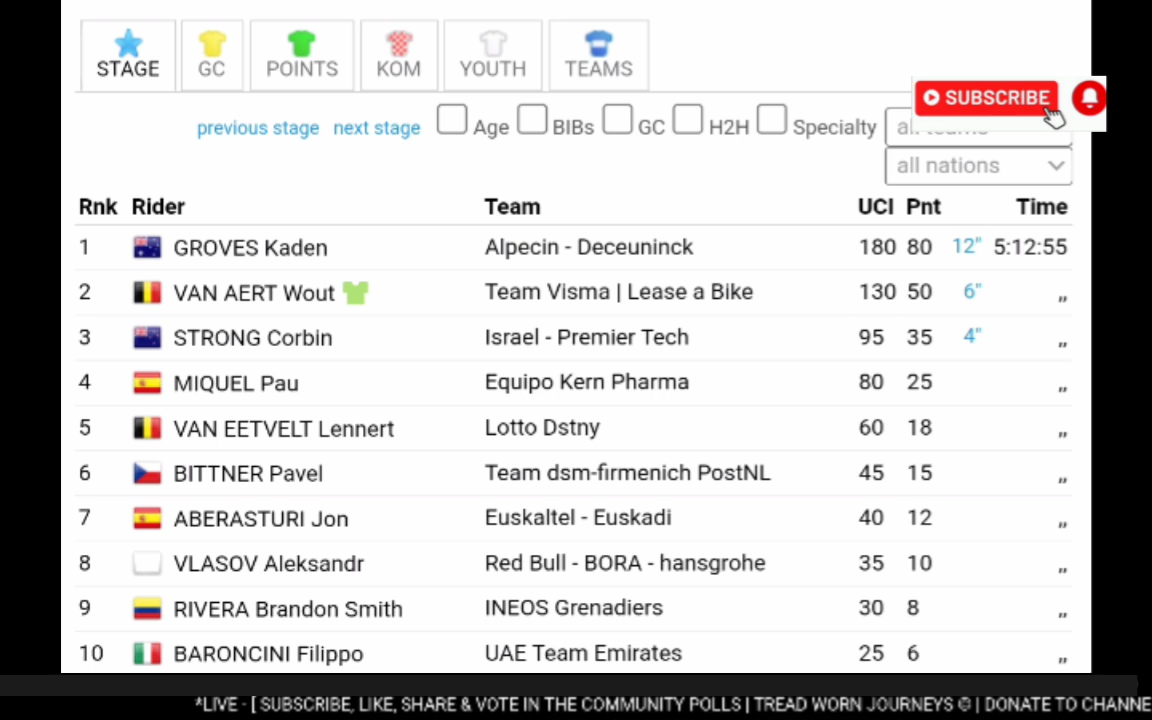 STAGE GC POINTS KOM YOUTH TEAMS
SUBSCRIBE
previous stage next stage Age BIBs GC H2H Specialty all teams
all nations
Rnk Rider Team UCI Pnt Time
1 GROVES Kaden Alpecin - Deceuninck 180 80 12" 5:12:55
2 VAN AERT Wout Team Visma | Lease a Bike 130 50 6" ,,
3 STRONG Corbin Israel - Premier Tech 95 35 4" ,,
4 MIQUEL Pau Equipo Kern Pharma 80 25 ,,
5 VAN EETVELT Lennert Lotto Dstny 60 18 ,,
6 BITTNER Pavel Team dsm-firmenich PostNL 45 15 ,,
7 ABERASTURI Jon Euskaltel - Euskadi 40 12 ,,
8 VLASOV Aleksandr Red Bull - BORA - hansgrohe 35 10 ,,
9 RIVERA Brandon Smith INEOS Grenadiers 30 8 ,,
10 BARONCINI Filippo UAE Team Emirates 25 6 ,,
*LIVE - [ SUBSCRIBE, LIKE, SHARE & VOTE IN THE COMMUNITY POLLS | TREAD WORN JOURNEYS © | DONATE TO CHANNE